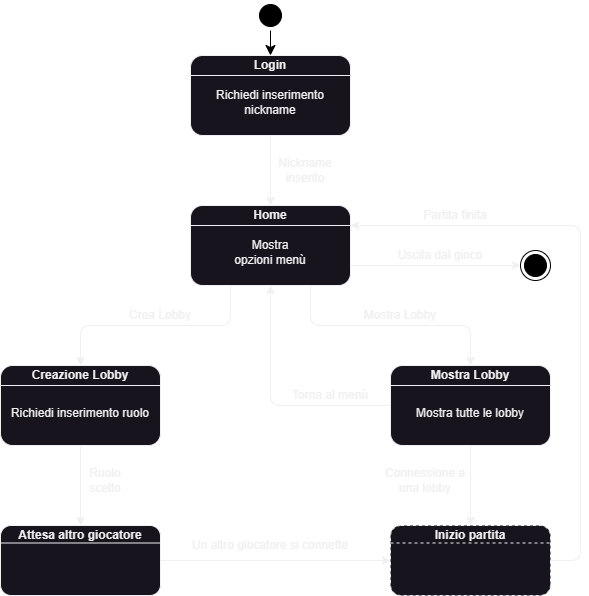 Login
Richiedi inserimento
nickname
Nickname
inserito
Home
Mostra
opzioni menù
Partita finita
Uscita dal gioco
Crea Lobby
Mostra Lobby
Creazione Lobby
Richiedi inserimento ruolo
Torna al menù
Mostra Lobby
Mostra tutte le lobby
Ruolo
scelto
Connessione a
una lobby
Attesa altro giocatore
Un altro giocatore si connette
Inizio partita